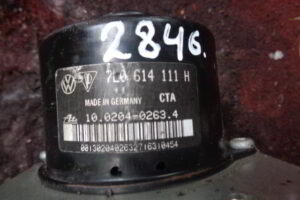 2846.
7L0 614 111 H
MADE IN GERMANY CTA
10.0204-0263.4